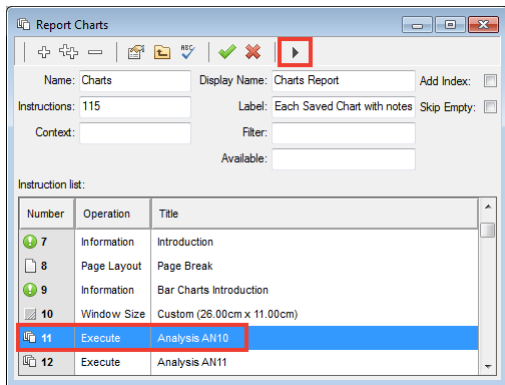 Report Charts
ABC
Name: Charts Display Name: Charts Report Add Index:
Instructions: 115 Label: Each Saved Chart with notes Skip Empty:
Context: Filter:
Available:
Instruction list:
Number Operation Title
7 Information Introduction
8 Page Layout Page Break
9 Information Bar Charts Introduction
10 Window Size Custom (26.00cm x 11.00cm)
11 Execute Analysis AN10
12 Execute Analysis AN11